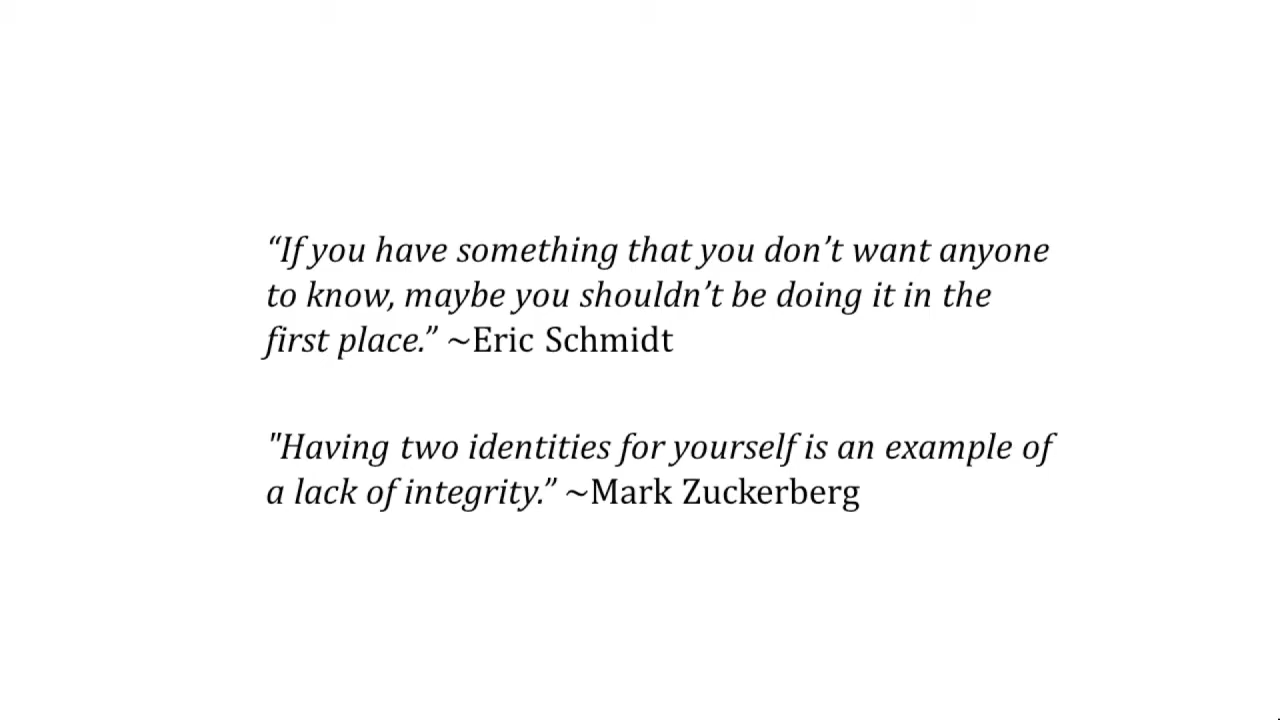 “If you have something that you don’t want anyone
to know, maybe you shouldn’t be doing it in the
first place.” ~Eric Schmidt
"Having two identities for yourself is an example of
a lack of integrity.” ~Mark Zuckerberg